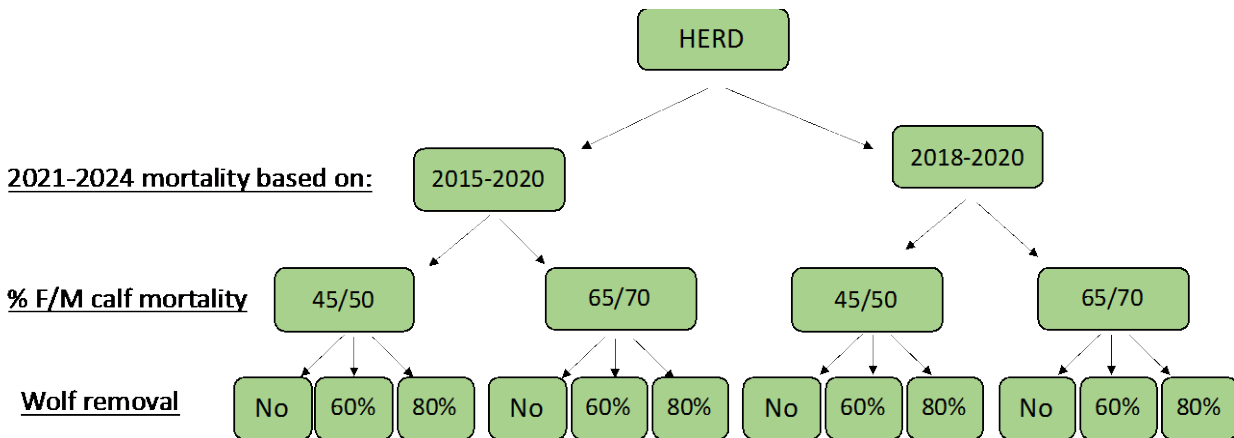 HERD
2021-2024 mortality based on: 2015-2020 2018-2020
% F/M calf mortality 45/50 65/70 45/50 65/70
Wolf removal No 60% 80% No 60% 80% No 60% 80% No 60% 80%